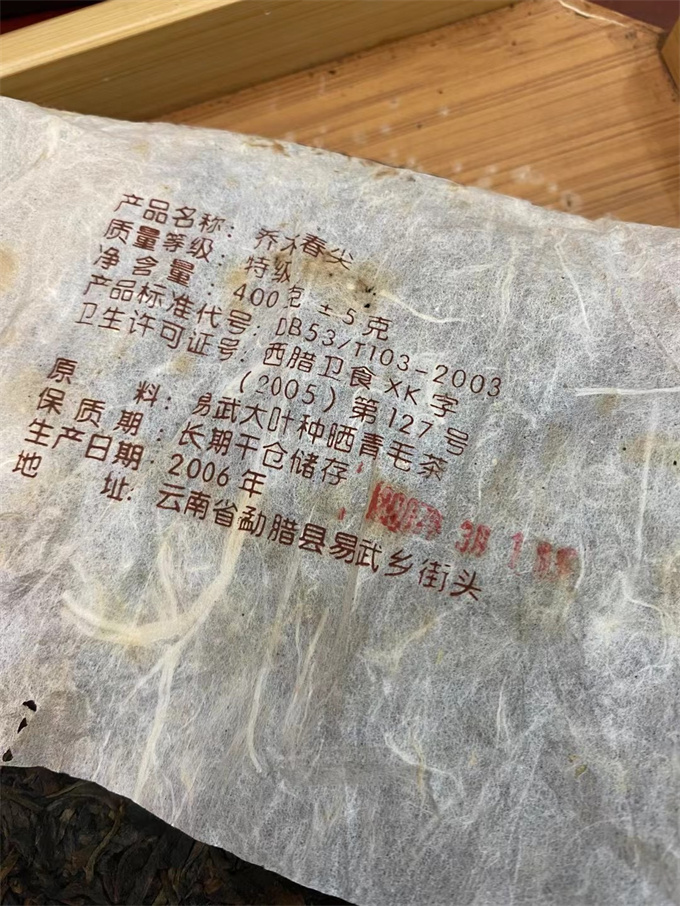 产品名称：乔木春尖
质量等级：特级
净含量：400克±5克
产品标准代号：DB53/T103-2003
卫生许可证号：西腊卫食XK字
(2005)第127号
原料：易武大叶种晒青毛茶
保质期：长期干仓储存
生产日期：2006年
地址：云南省勐腊县易武乡街头